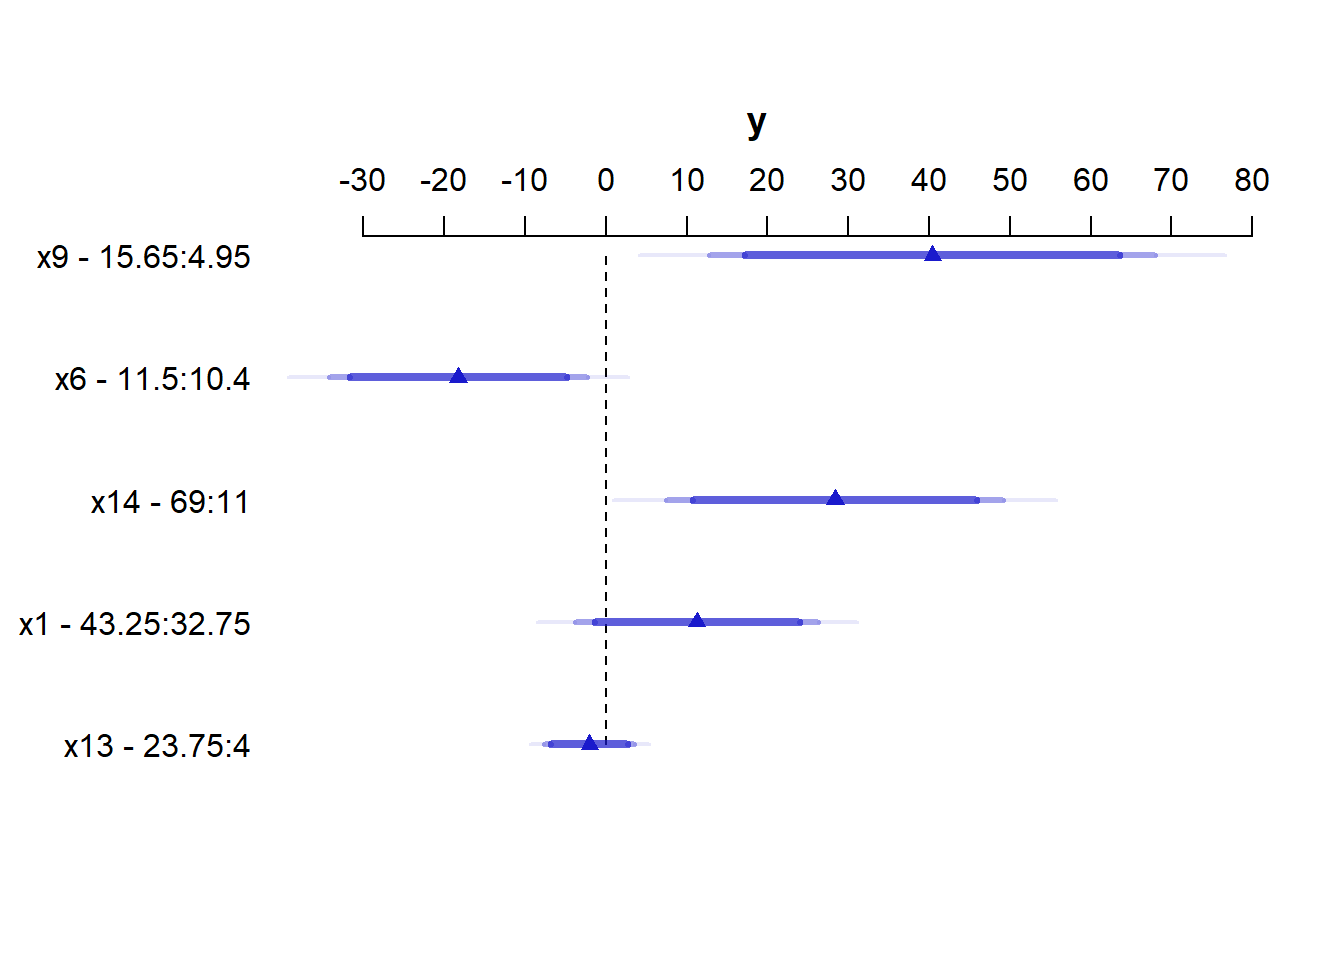 y
-30 -20 -10 0 10 20 30 40 50 60 70 80
x9 - 15.65:4.95
x6 - 11.5:10.4
x14 - 69:11
x1 - 43.25:32.75
x13 - 23.75:4